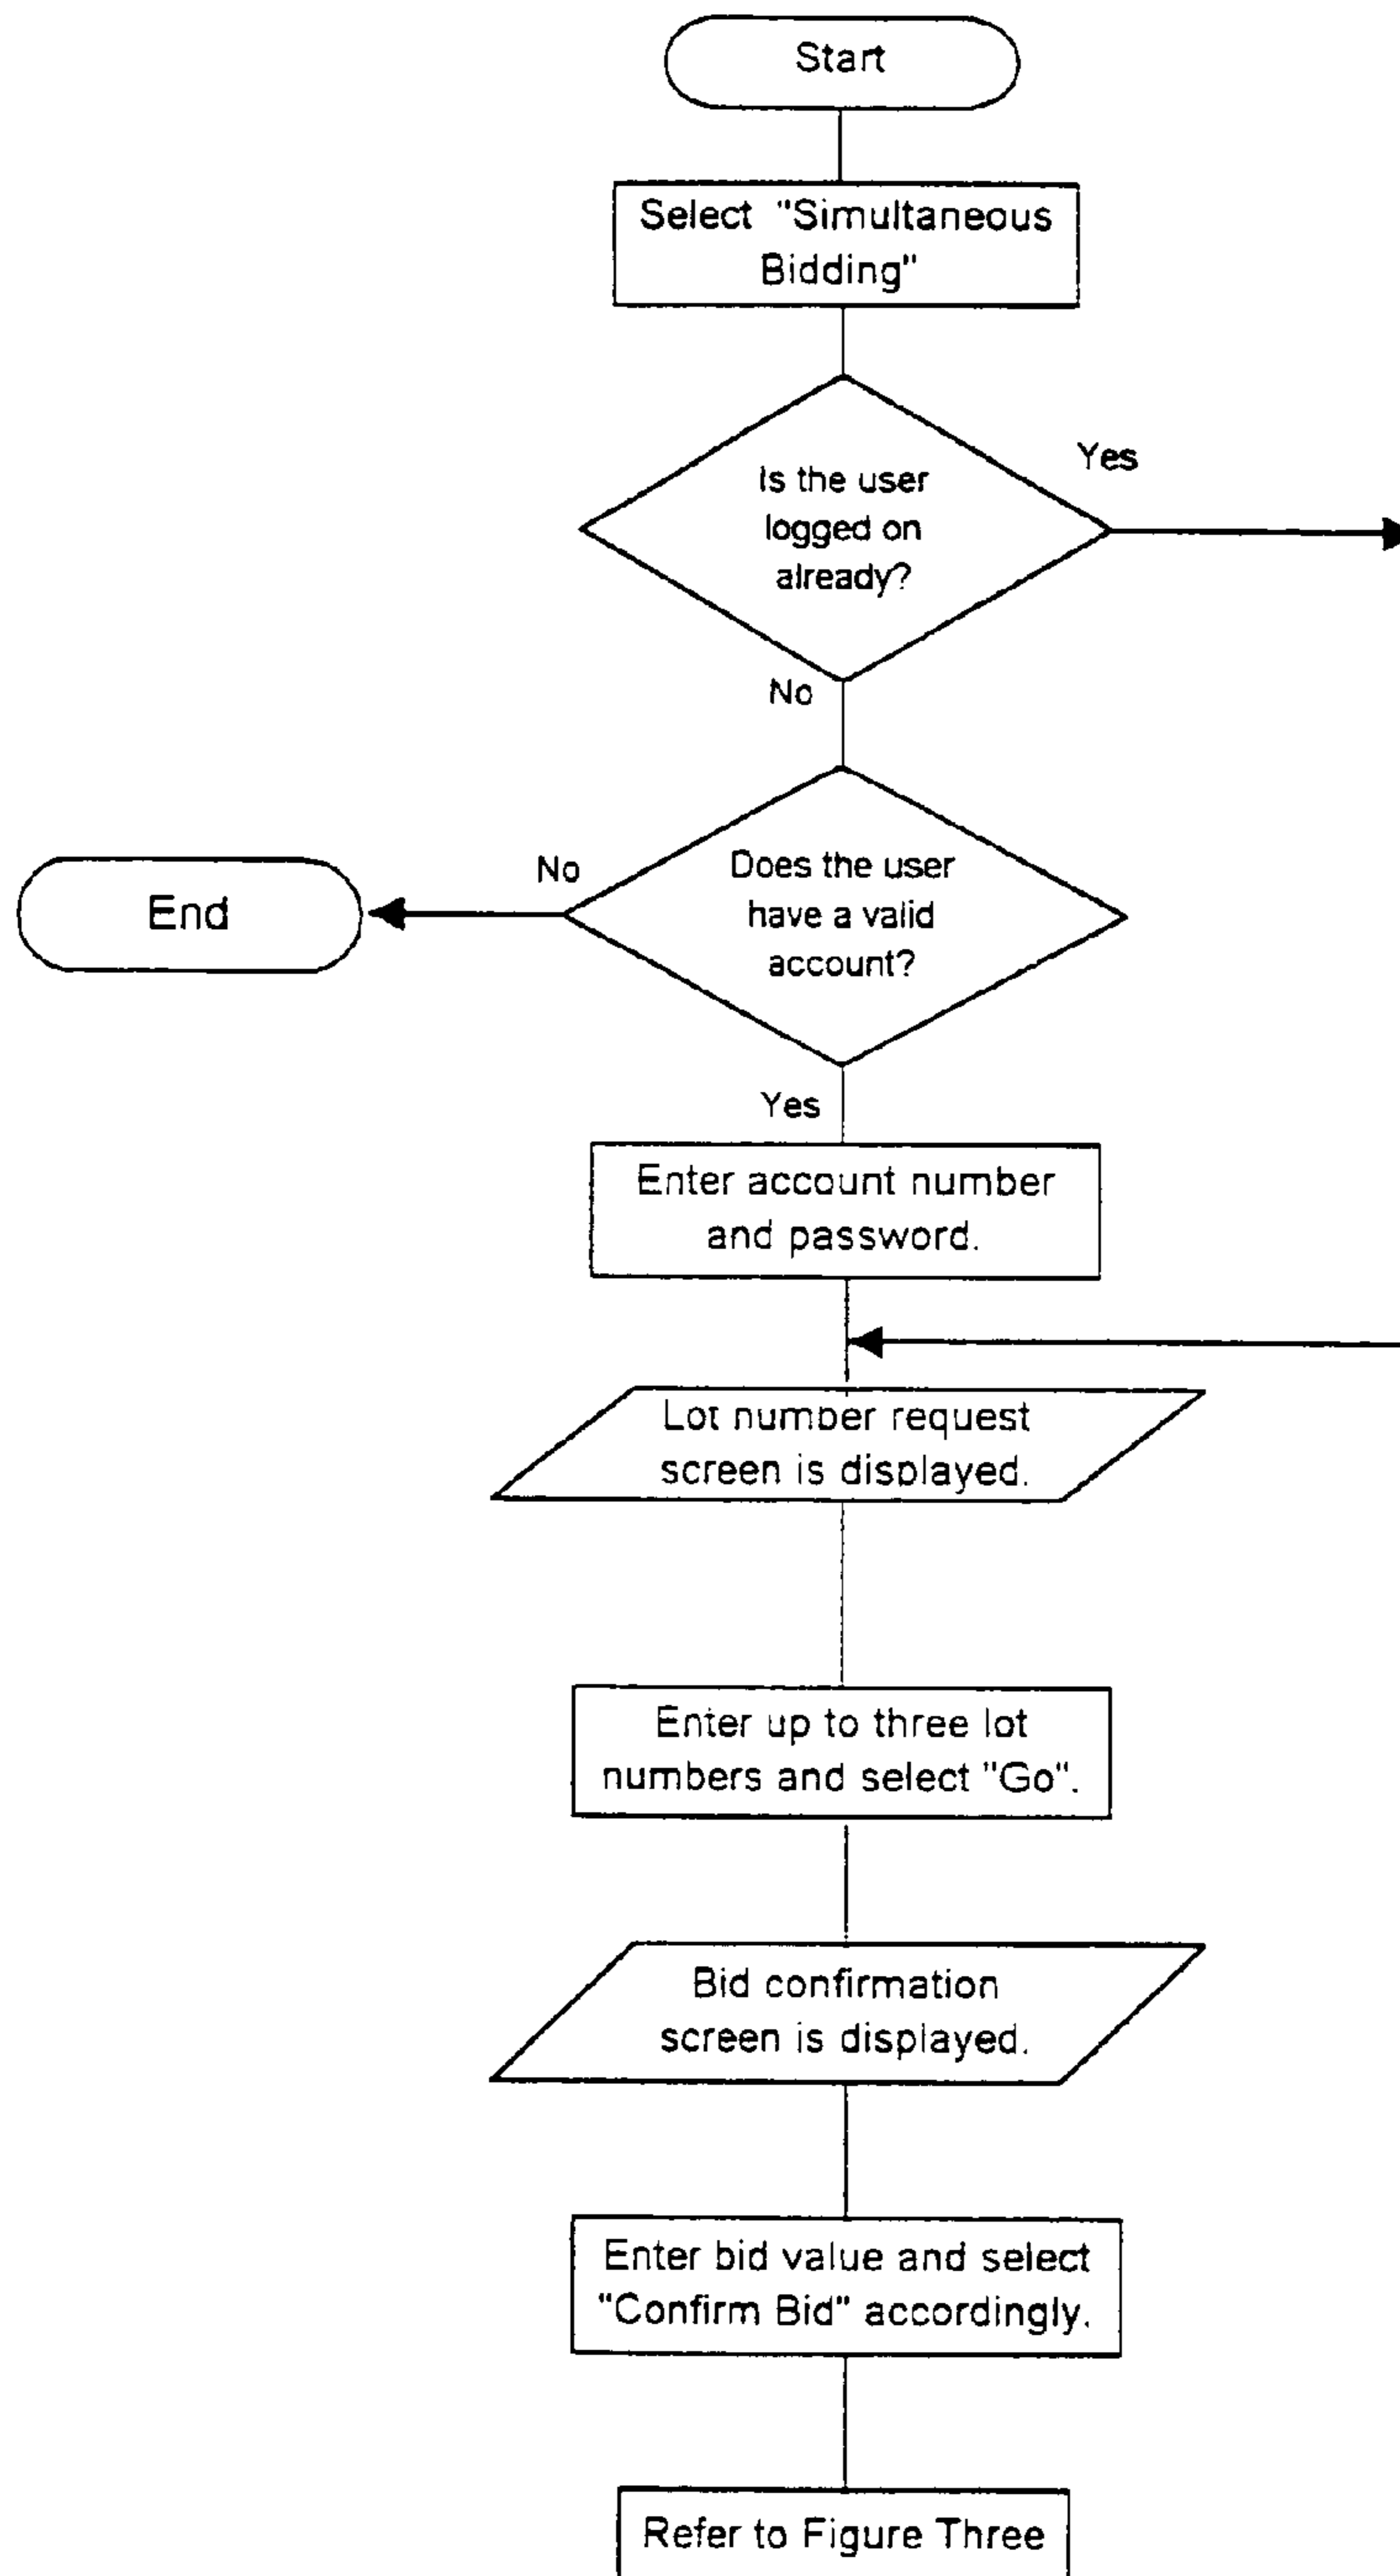 Start
Select "Simultaneous
Bidding"
Is the user
logged on
already?
Yes
No
Does the user
have a valid
account?
No
End
Yes
Enter account number
and password.
Lot number request
screen is displayed.
Enter up to three lot
numbers and select "Go".
Bid confirmation
screen is displayed.
Enter bid value and select
"Confirm Bid" accordingly.
Refer to Figure Three